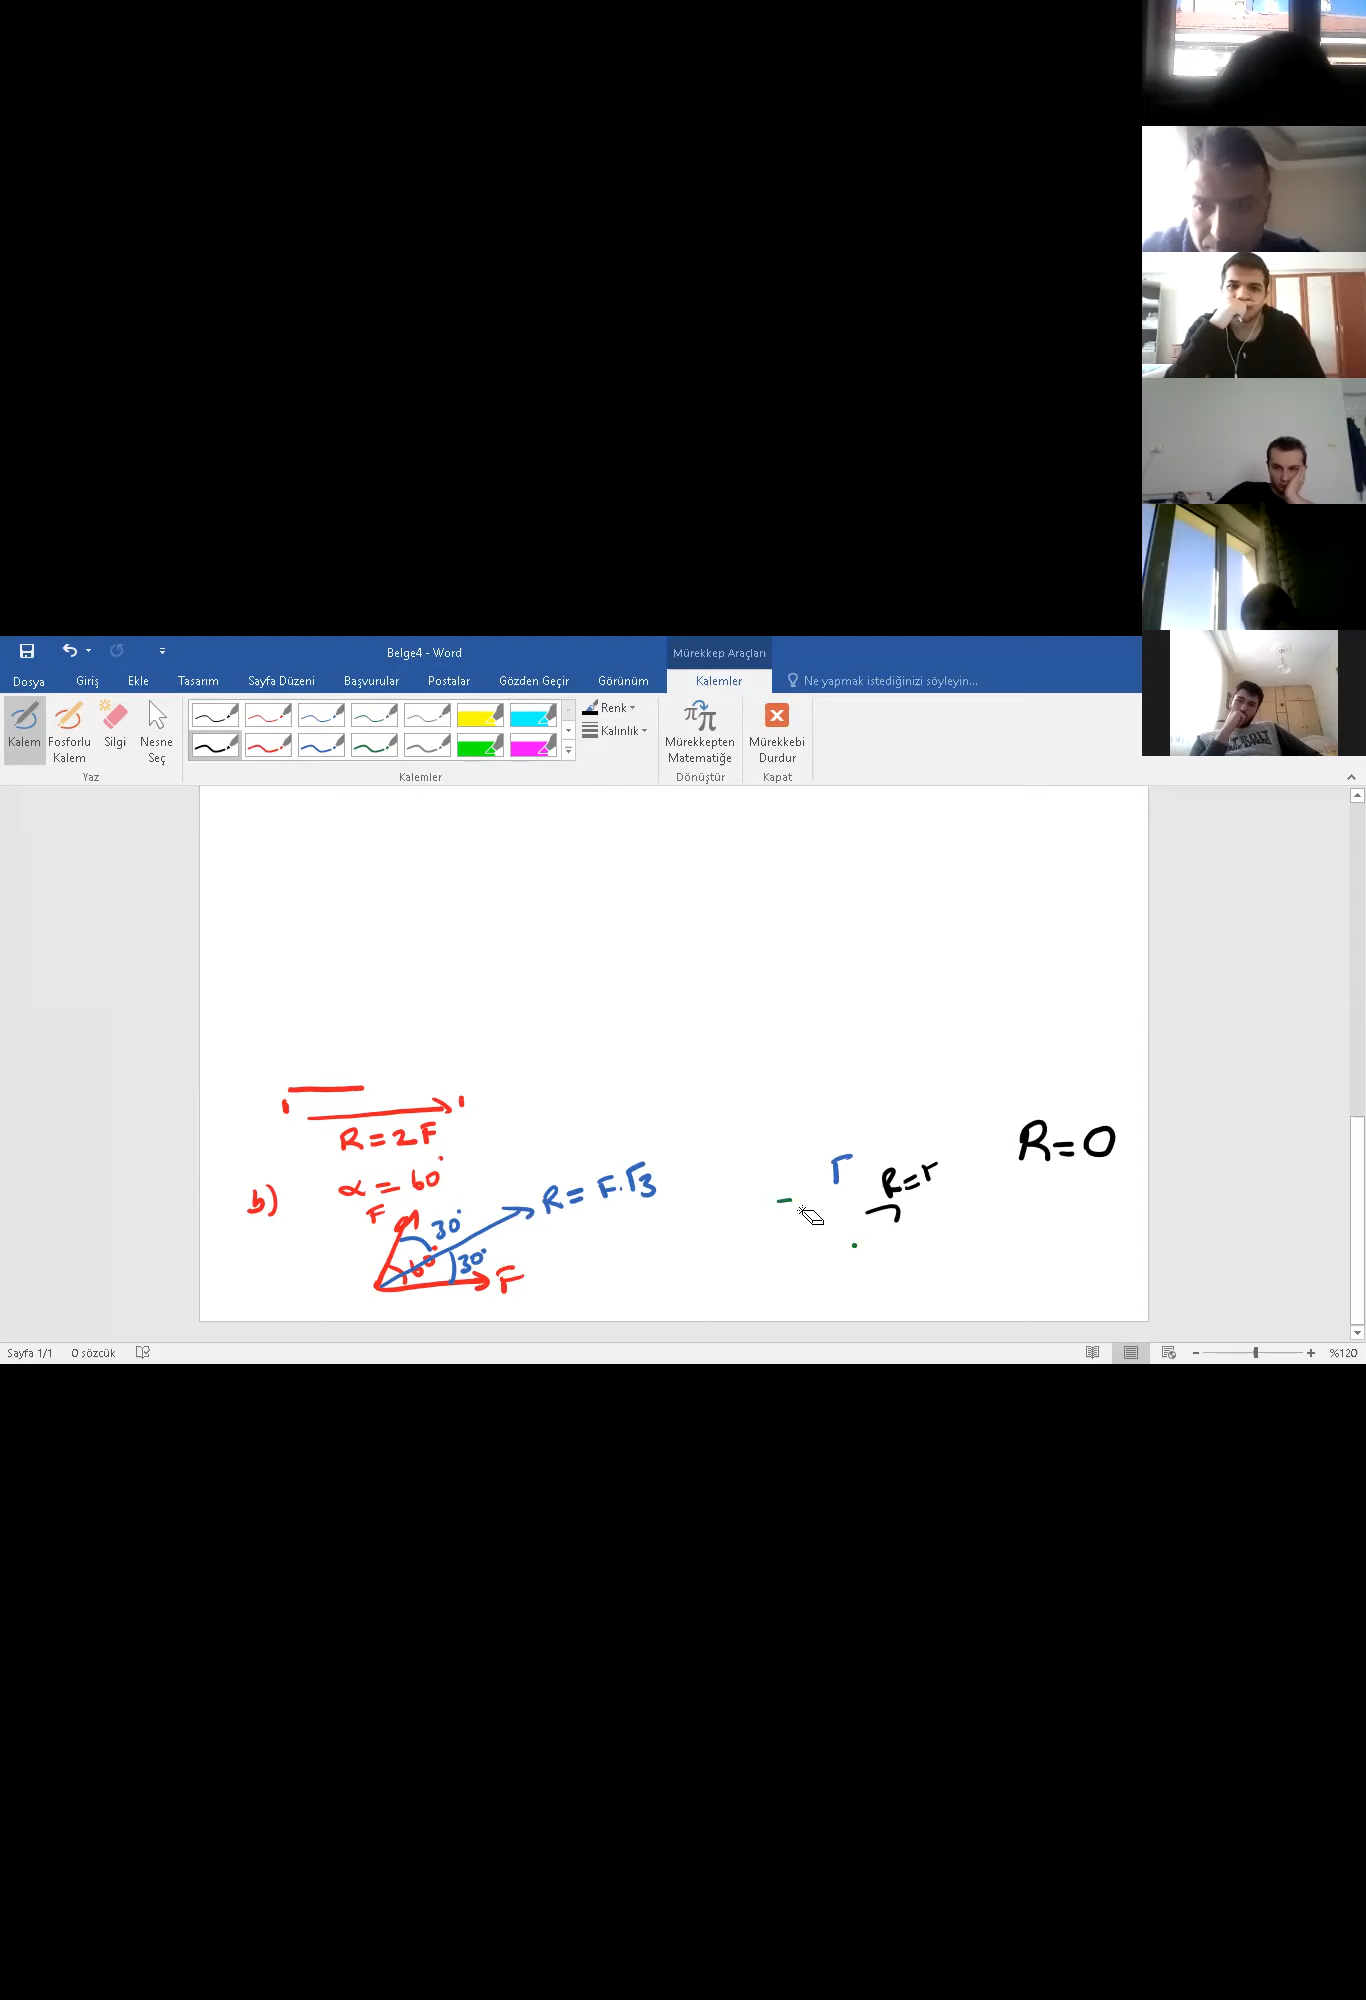 Belge4 - Word
Mürekkep Araçları
Dosya Giriş Ekle Tasarım Sayfa Düzeni Başvurular Postalar Gözden Geçir Görünüm Kalemler Ne yapmak istediğinizi söyleyin...
Kalem
Fosforlu Kalem
Silgi
Nesne Seç
Renk
Kalınlık
Mürekkepten Matematiğe
Mürekkebi Durdur
Yaz
Kalemler
Dönüştür
Kapat
R = 2F
b)
α = 60°
F
30°
60°
30°
F
R = F.√3
R=
R=0
Sayfa 1/1 0 sözcük
%120